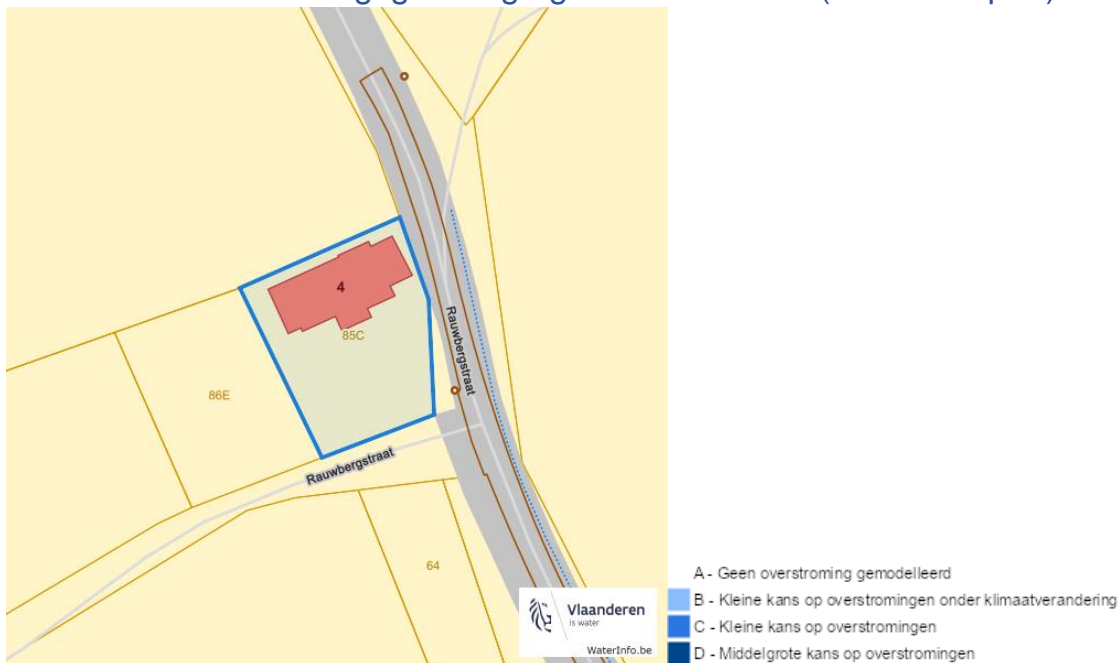 4
85C
86E
Rauwbergstraat
Rauwbergstraat
64
Vlaanderen
is water
WaterInfo.be
A - Geen overstroming gemodelleerd
B - Kleine kans op overstromingen onder klimaatverandering
C - Kleine kans op overstromingen
D - Middelgrote kans op overstromingen